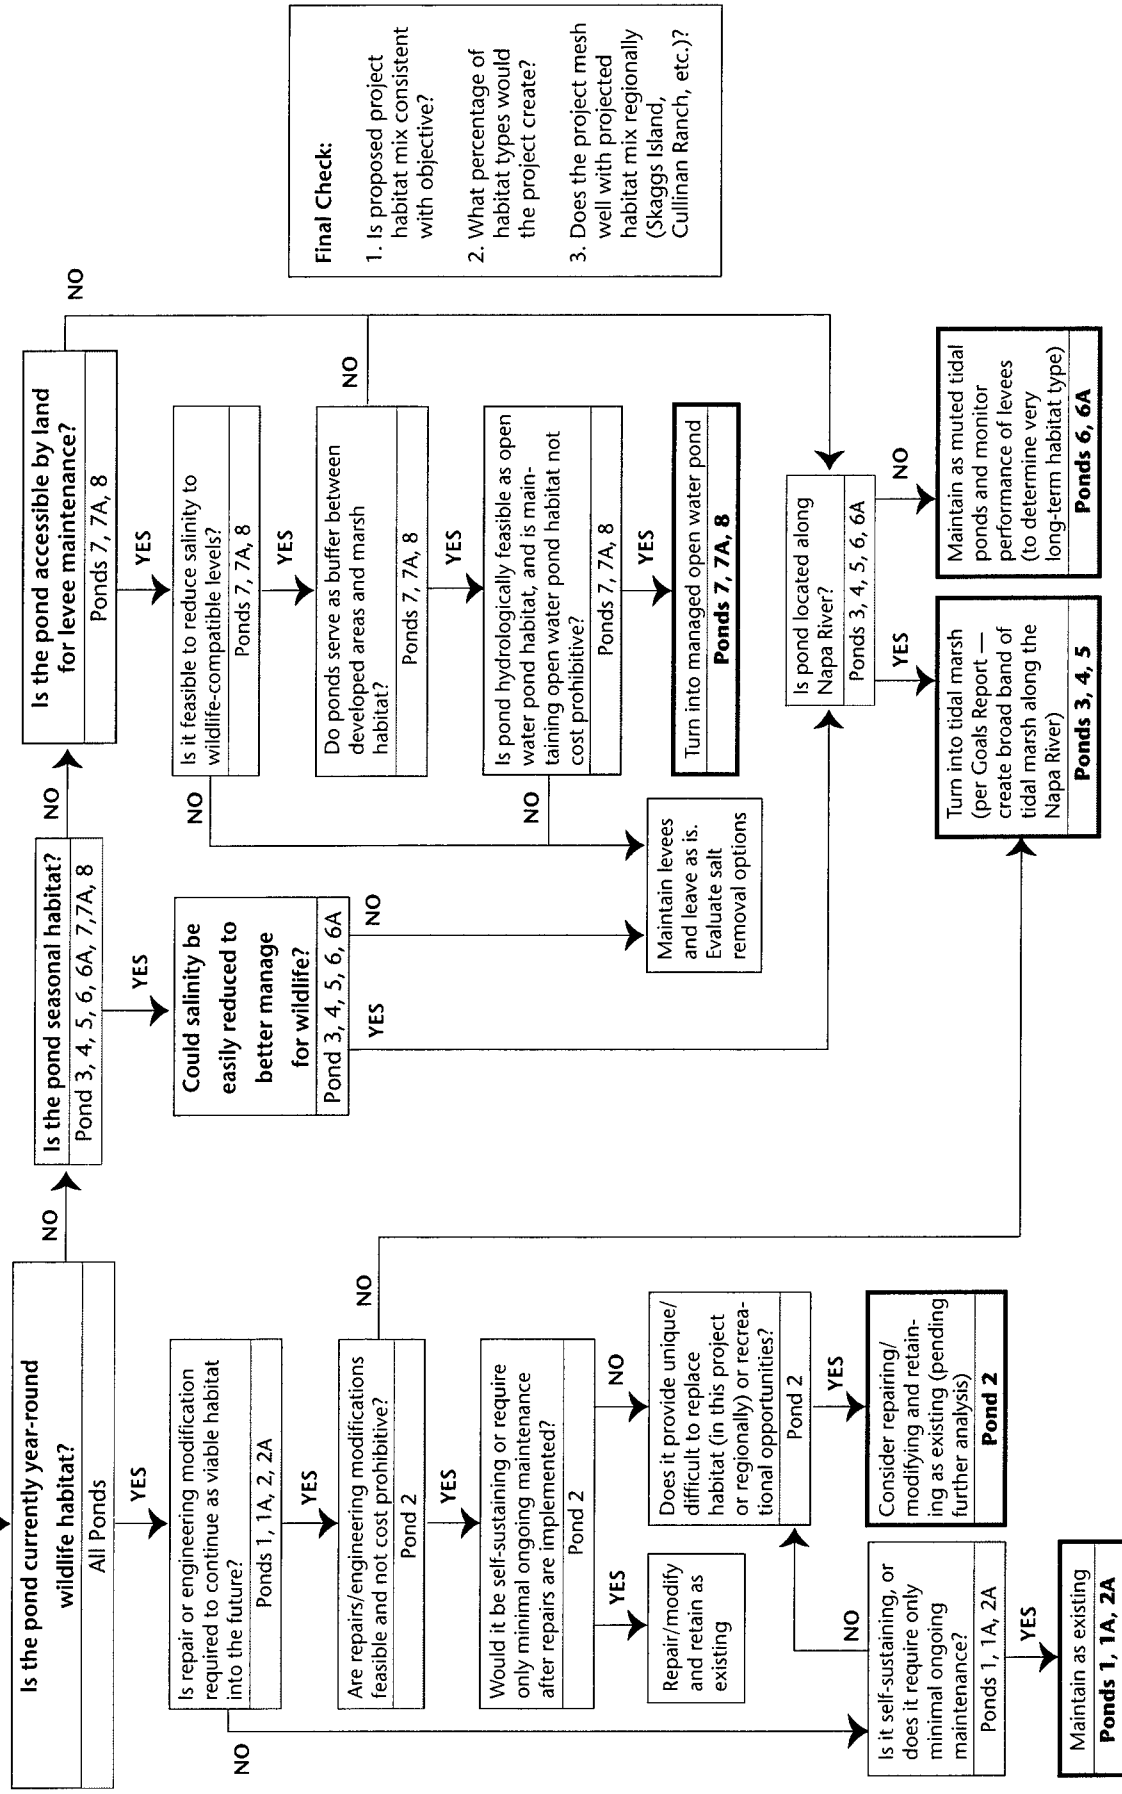 Is the pond currently year-round
wildlife habitat?
All Ponds
NO
YES
Is the pond seasonal habitat?
Pond 3, 4, 5, 6, 6A, 7,7A, 8
NO
YES
Is the pond accessible by land
for levee maintenance?
Ponds 7, 7A, 8
NO
YES
Is repair or engineering modification
required to continue as viable habitat
into the future?
Ponds 1, 1A, 2, 2A
YES
NO
Are repairs/engineering modifications
feasible and not cost prohibitive?
Pond 2
NO
YES
Would it be self-sustaining or require
only minimal ongoing maintenance
after repairs are implemented?
Pond 2
YES
NO
Repair/modify
and retain as
existing
Does it provide unique/
difficult to replace
habitat (in this project
or regionally) or recrea-
tional opportunities?
Pond 2
YES
NO
Is it self-sustaining, or
does it require only
minimal ongoing
maintenance?
Ponds 1, 1A, 2A
YES
Consider repairing/
modifying and retain-
ing as existing (pending
further analysis)
Pond 2
Maintain as existing
Ponds 1, 1A, 2A
Could salinity be
easily reduced to
better manage
for wildlife?
Pond 3, 4, 5, 6, 6A
YES
NO
Maintain levees
and leave as is.
Evaluate salt
removal options
Is it feasible to reduce salinity to
wildlife-compatible levels?
Ponds 7, 7A, 8
NO
YES
Do ponds serve as buffer between
developed areas and marsh
habitat?
Ponds 7, 7A, 8
NO
YES
Is pond hydrologically feasible as open
water pond habitat, and is main-
taining open water pond habitat not
cost prohibitive?
Ponds 7, 7A, 8
NO
YES
Turn into managed open water pond
Ponds 7, 7A, 8
Is pond located along
Napa River?
Ponds 3, 4, 5, 6, 6A
YES
NO
Turn into tidal marsh
(per Goals Report —
create broad band of
tidal marsh along the
Napa River)
Ponds 3, 4, 5
Maintain as muted tidal
ponds and monitor
performance of levees
(to determine very
long-term habitat type)
Ponds 6, 6A
Final Check:
1. Is proposed project
habitat mix consistent
with objective?
2. What percentage of
habitat types would
the project create?
3. Does the project mesh
well with projected
habitat mix regionally
(Skaggs Island,
Cullinan Ranch, etc.)?